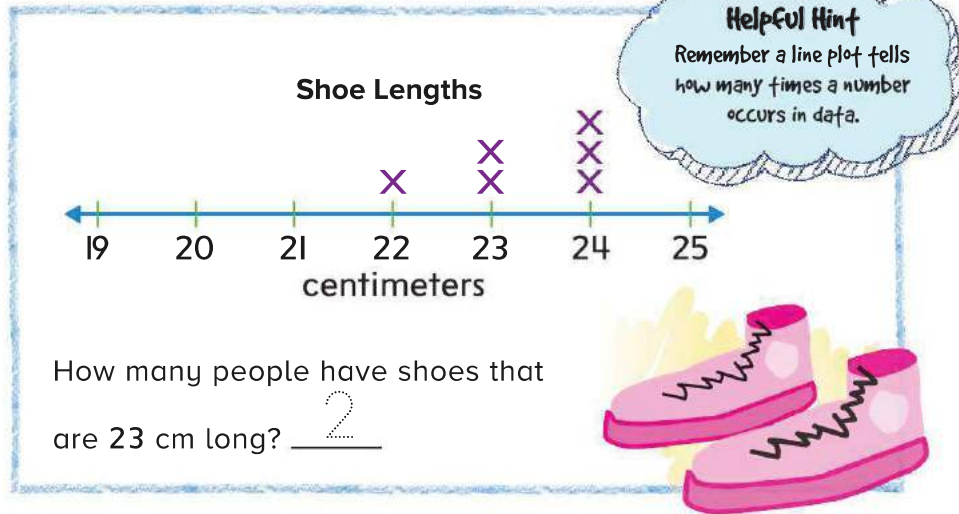 Helpful Hint
Remember a line plot tells
how many times a number
occurs in data.
Shoe Lengths
X
X X
X X X
19 20 21 22 23 24 25
centimeters
How many people have shoes that
are 23 cm long? 2